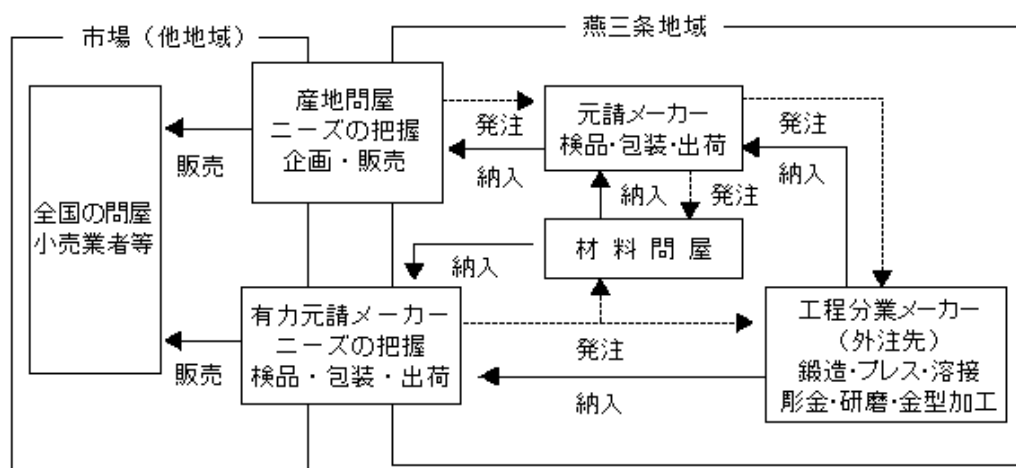 市場（他地域）
燕三条地域
産地問屋
ニーズの把握
企画・販売
発注
納入
元請メーカー
検品・包装・出荷
発注
納入
販売
納入
発注
全国の問屋
小売業者等
材料問屋
納入
有力元請メーカー
ニーズの把握
検品・包装・出荷
発注
納入
販売
工程分業メーカー
（外注先）
鍛造・プレス・溶接
彫金・研磨・金型加工